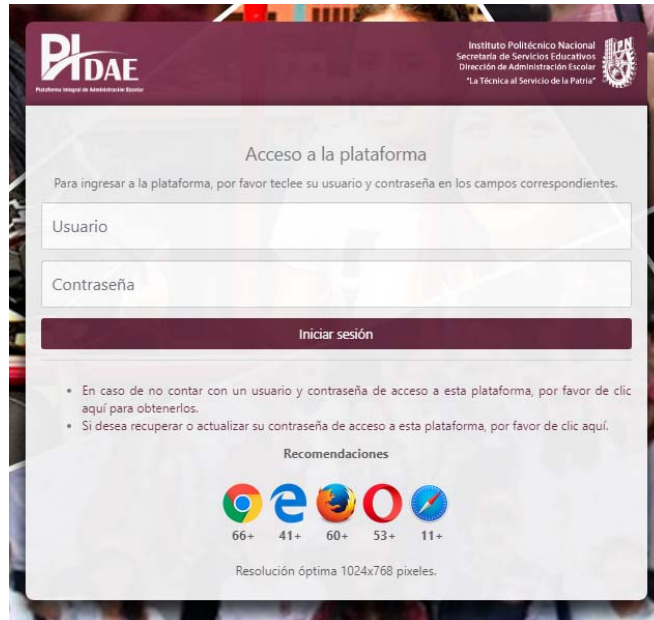 PIDAE
Plataforma Integral de Administración Escolar
Instituto Politécnico Nacional
Secretaría de Servicios Educativos
Dirección de Administración Escolar
"La Técnica al Servicio de la Patria"
IPN
Acceso a la plataforma
Para ingresar a la plataforma, por favor teclee su usuario y contraseña en los campos correspondientes.
Usuario
Contraseña
Iniciar sesión
• En caso de no contar con un usuario y contraseña de acceso a esta plataforma, por favor de clic
aquí para obtenerlos.
• Si desea recuperar o actualizar su contraseña de acceso a esta plataforma, por favor de clic aquí.
Recomendaciones
66+ 41+ 60+ 53+ 11+
Resolución óptima 1024x768 pixeles.